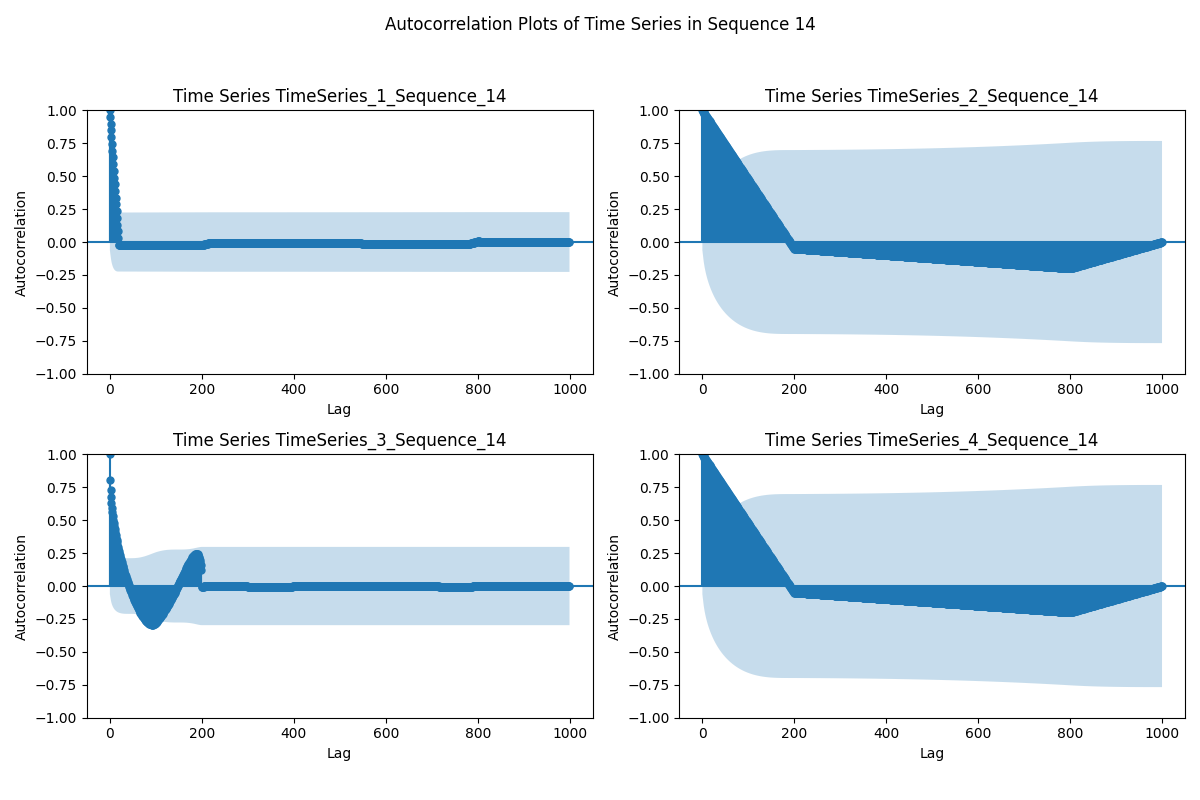 Autocorrelation Plots of Time Series in Sequence 14
Time Series TimeSeries_1_Sequence_14
1.00
0.75
0.50
0.25
0.00
−0.25
−0.50
−0.75
−1.00
Autocorrelation
0 200 400 600 800 1000
Lag
Time Series TimeSeries_2_Sequence_14
1.00
0.75
0.50
0.25
0.00
−0.25
−0.50
−0.75
−1.00
Autocorrelation
0 200 400 600 800 1000
Lag
Time Series TimeSeries_3_Sequence_14
1.00
0.75
0.50
0.25
0.00
−0.25
−0.50
−0.75
−1.00
Autocorrelation
0 200 400 600 800 1000
Lag
Time Series TimeSeries_4_Sequence_14
1.00
0.75
0.50
0.25
0.00
−0.25
−0.50
−0.75
−1.00
Autocorrelation
0 200 400 600 800 1000
Lag